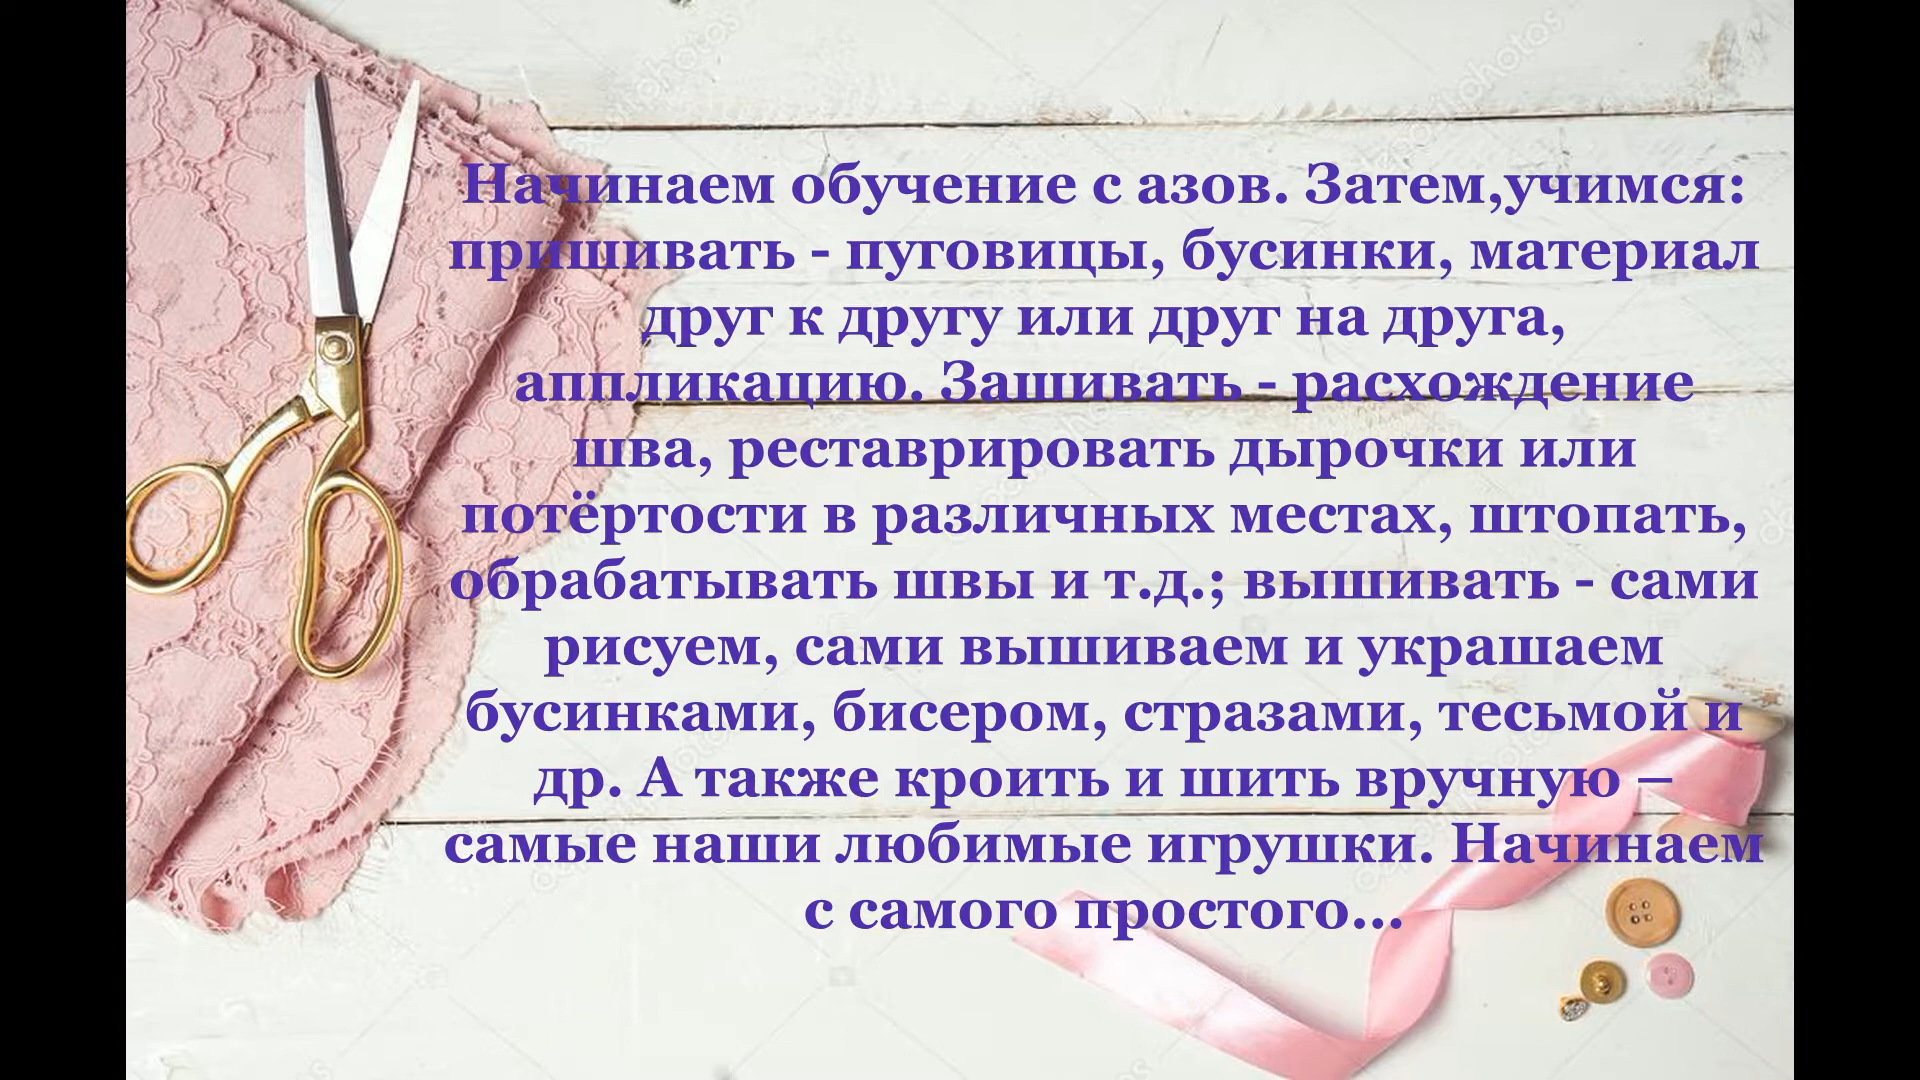 Начинаем обучение с азов. Затем,учимся:
пришивать - пуговицы, бусинки, материал
друг к другу или друг на друга,
аппликацию. Зашивать - расхождение
шва, реставрировать дырочки или
потёртости в различных местах, штопать,
обрабатывать швы и т.д.; вышивать - сами
рисуем, сами вышиваем и украшаем
бусинками, бисером, стразами, тесьмой и
др. А также кроить и шить вручную –
самые наши любимые игрушки. Начинаем
с самого простого...